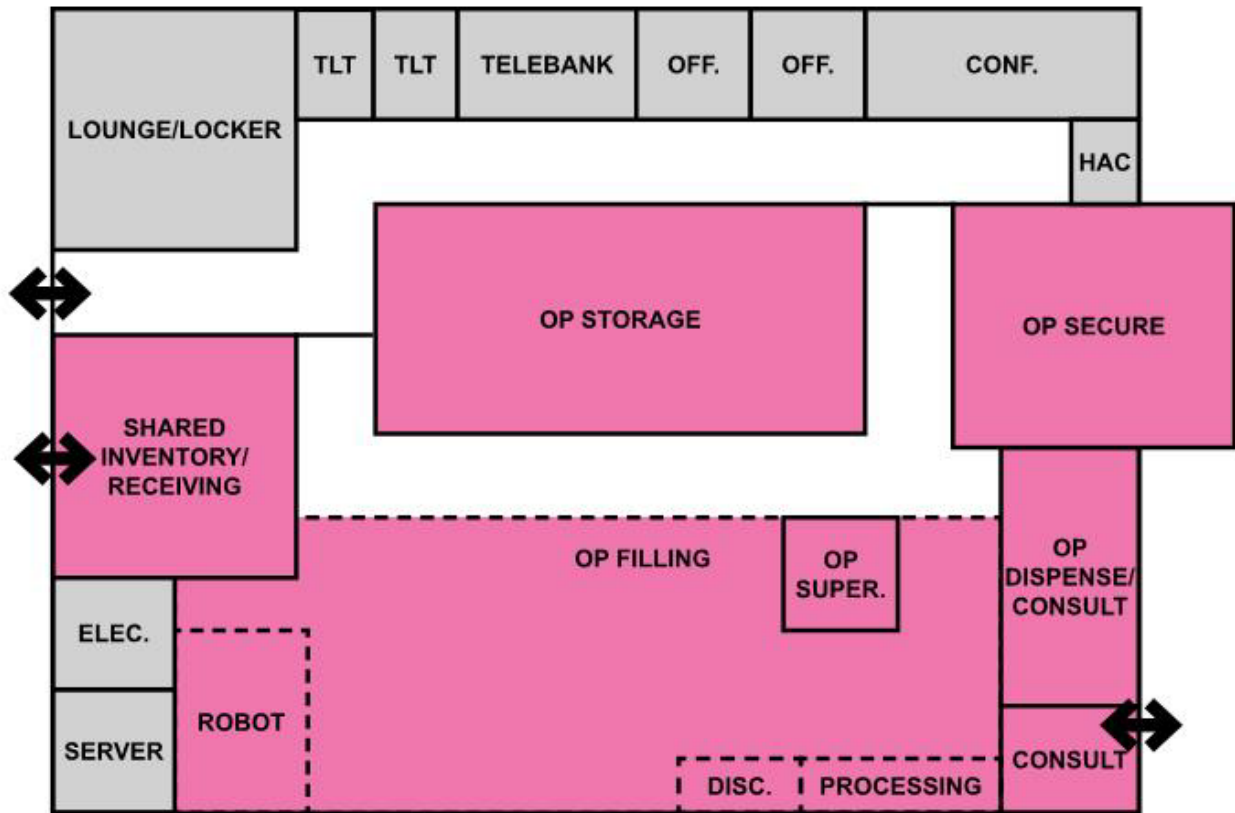 TLT
TLT
TELEBANK
OFF.
OFF.
CONF.
LOUNGE/LOCKER
HAC
OP STORAGE
OP SECURE
SHARED
INVENTORY/
RECEIVING
OP FILLING
OP
SUPER.
OP
DISPENSE/
CONSULT
ELEC.
ROBOT
SERVER
DISC.
PROCESSING
CONSULT